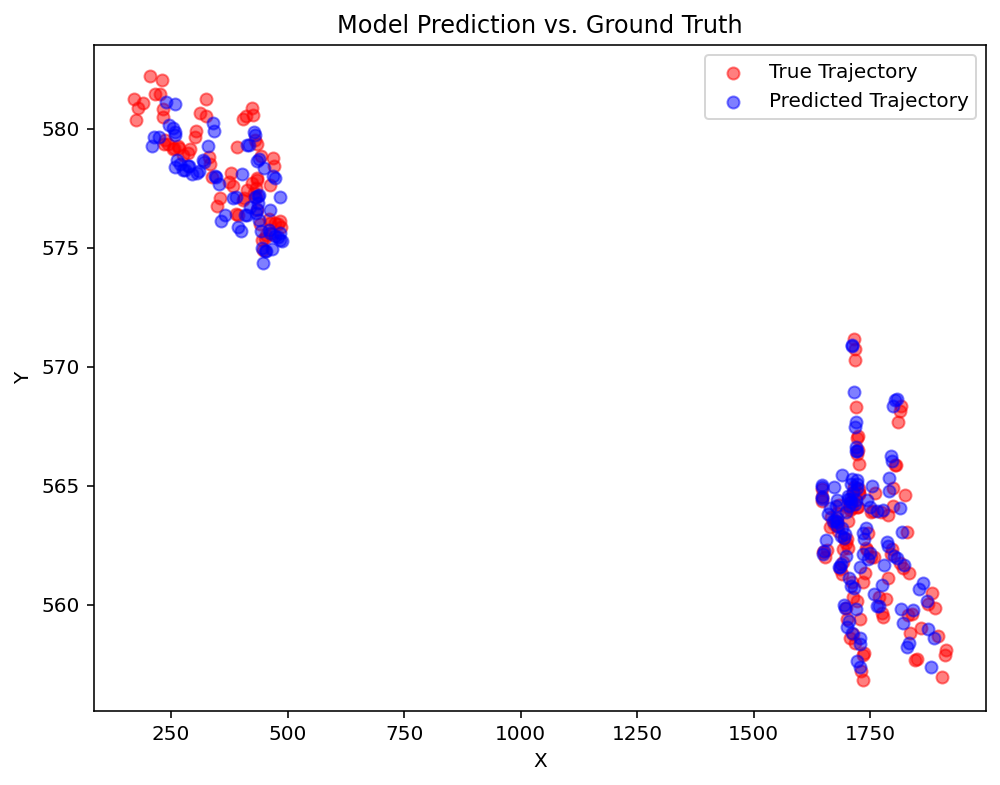 Model Prediction vs. Ground Truth
True Trajectory
Predicted Trajectory
580
575
570
565
560
Y
250 500 750 1000 1250 1500 1750
X